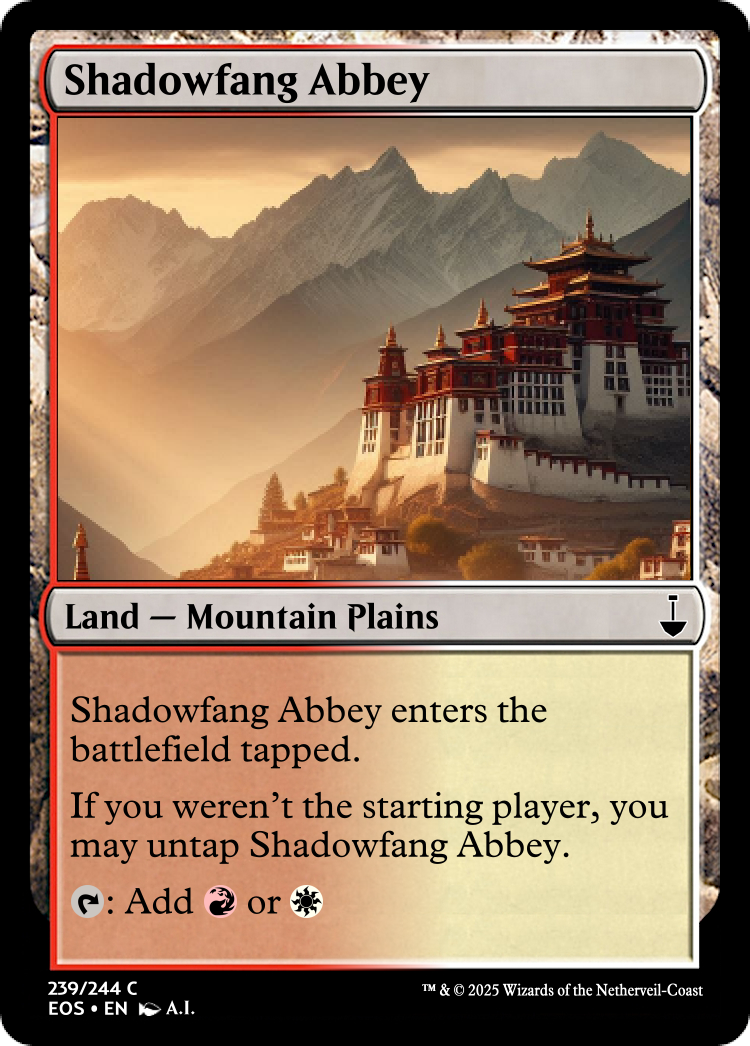 Shadowfang Abbey
Land — Mountain Plains
Shadowfang Abbey enters the
battlefield tapped.
If you weren't the starting player, you
may untap Shadowfang Abbey.
: Add or
239/244 C
EOS • EN A.I.
™ & © 2025 Wizards of the Netherveil-Coast